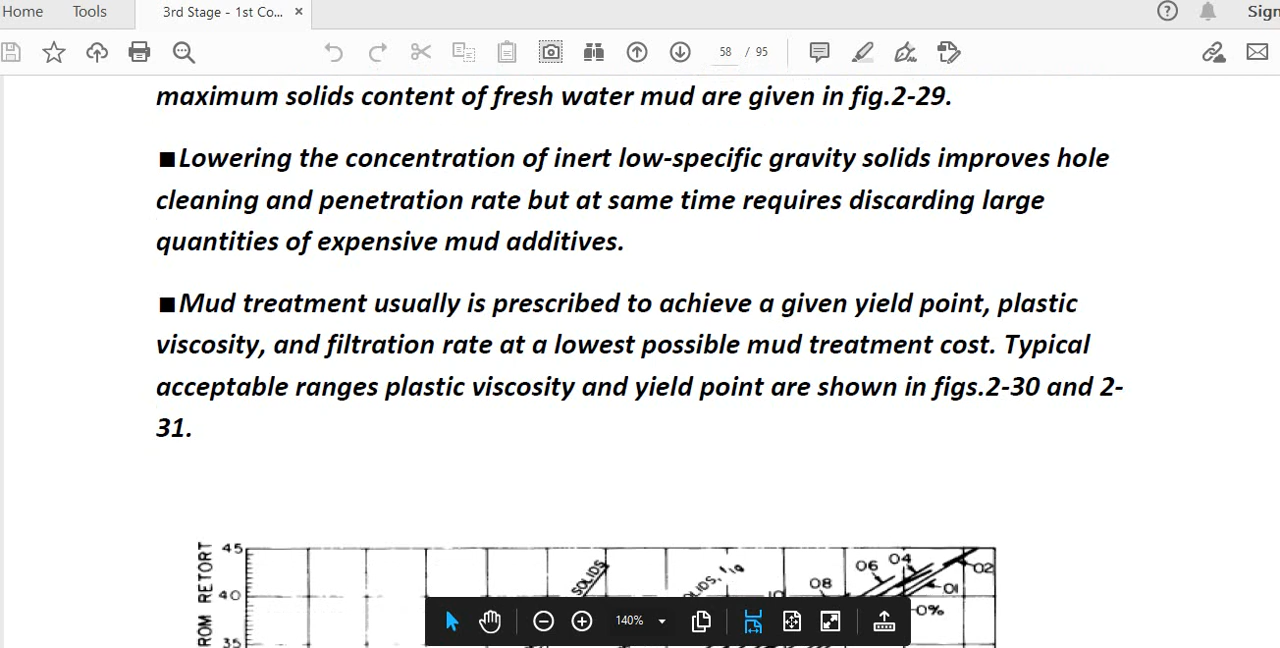 Home Tools 3rd Stage - 1st Co... × Sign
58 / 95
maximum solids content of fresh water mud are given in fig.2-29.
■Lowering the concentration of inert low-specific gravity solids improves hole
cleaning and penetration rate but at same time requires discarding large
quantities of expensive mud additives.
■Mud treatment usually is prescribed to achieve a given yield point, plastic
viscosity, and filtration rate at a lowest possible mud treatment cost. Typical
acceptable ranges plastic viscosity and yield point are shown in figs.2-30 and 2-
31.
ROM RETORT
45
40
35
SOLIDS
08
06
04
02
01
0%
140%